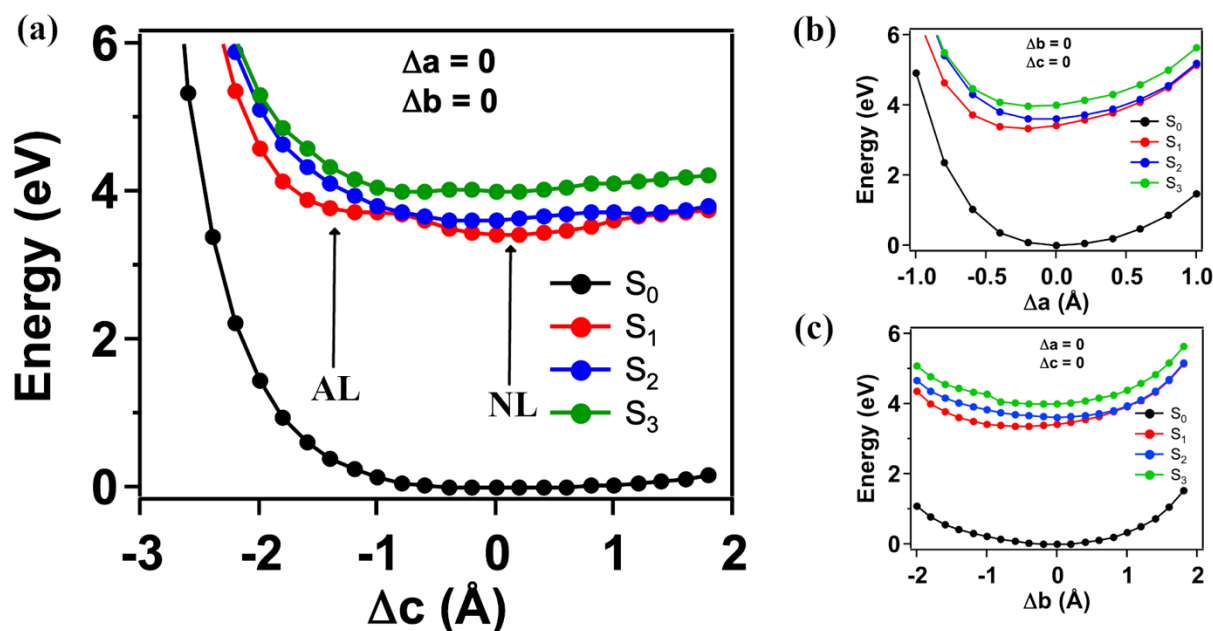 (a)
Energy (eV)
6
4
2
0
Δa = 0
Δb = 0
AL
NL
S₀
S₁
S₂
S₃
-3 -2 -1 0 1 2
Δc (Å)
(b)
Energy (eV)
6
4
2
0
Δb = 0
Δc = 0
S₀
S₁
S₂
S₃
-1.0 -0.5 0.0 0.5 1.0
Δa (Å)
(c)
Energy (eV)
6
4
2
0
Δa = 0
Δc = 0
S₀
S₁
S₂
S₃
-2 -1 0 1 2
Δb (Å)